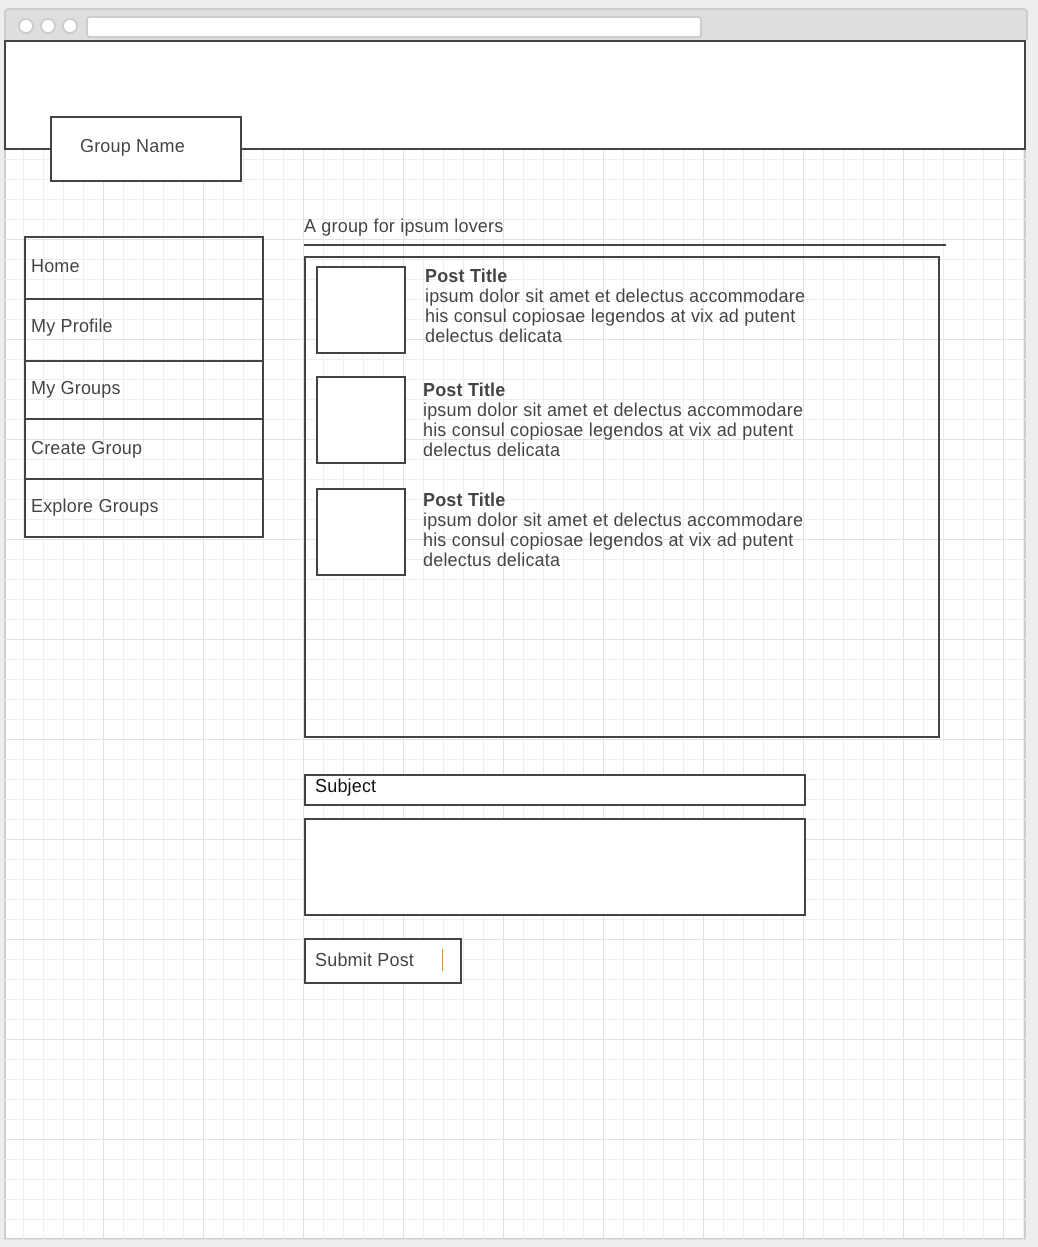 Group Name
A group for ipsum lovers
Home
My Profile
My Groups
Create Group
Explore Groups
Post Title
ipsum dolor sit amet et delectus accommodare
his consul copiosae legendos at vix ad putent
delectus delicata
Post Title
ipsum dolor sit amet et delectus accommodare
his consul copiosae legendos at vix ad putent
delectus delicata
Post Title
ipsum dolor sit amet et delectus accommodare
his consul copiosae legendos at vix ad putent
delectus delicata
Subject
Submit Post